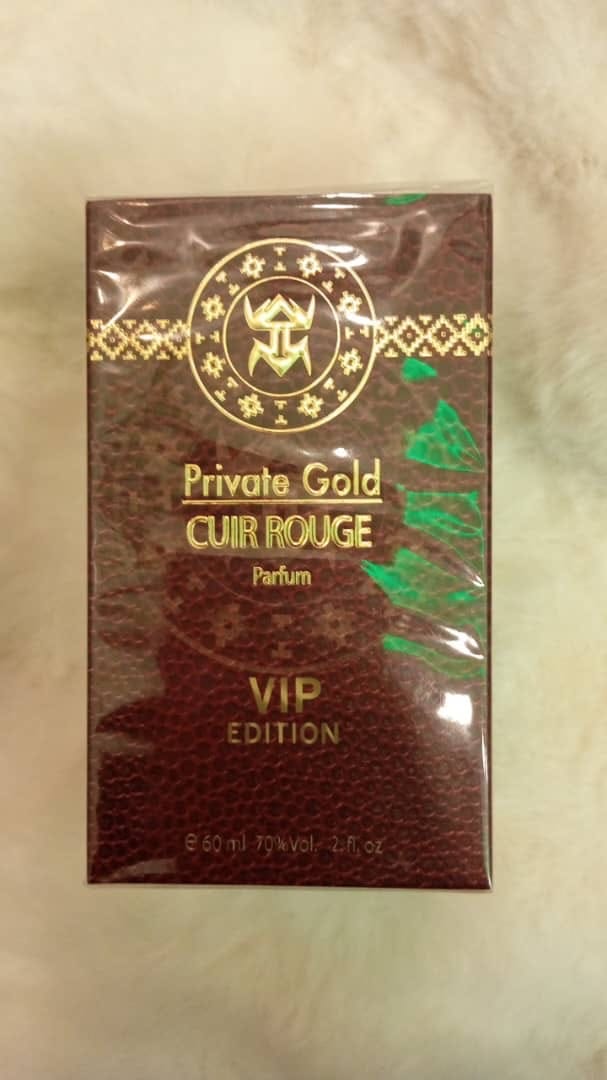 Private Gold
CUIR ROUGE
Parfum
VIP
EDITION
℮ 60 ml 70% Vol. 2. fl. oz